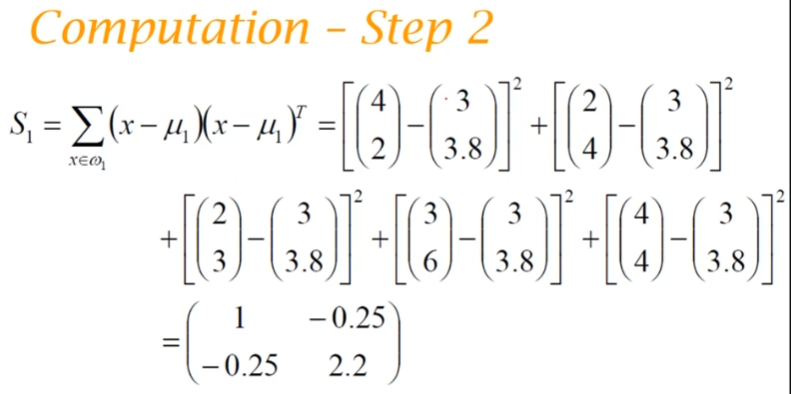 Computation – Step 2
S₁ = ∑_{x∈ω₁} (x − μ₁)(x − μ₁)ᵀ = [(4 2) − (3 3.8)]² + [(2 4) − (3 3.8)]²
+ [(2 3) − (3 3.8)]² + [(3 6) − (3 3.8)]² + [(4 4) − (3 3.8)]²
= (1 −0.25
−0.25 2.2)